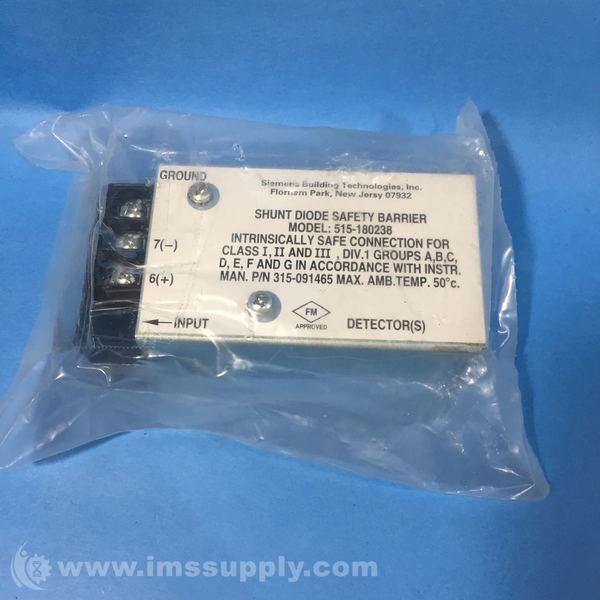 GROUND
Siemens Building Technologies, Inc.
Florham Park, New Jersy 07932
SHUNT DIODE SAFETY BARRIER
MODEL: 515-180238
INTRINSICALLY SAFE CONNECTION FOR
CLASS I, II AND III , DIV.1 GROUPS A,B,C,
D, E, F AND G IN ACCORDANCE WITH INSTR.
MAN. P/N 315-091465 MAX. AMB.TEMP. 50°c.
7(–)
6(+)
INPUT
FM
APPROVED
DETECTOR(S)
www.imssupply.com